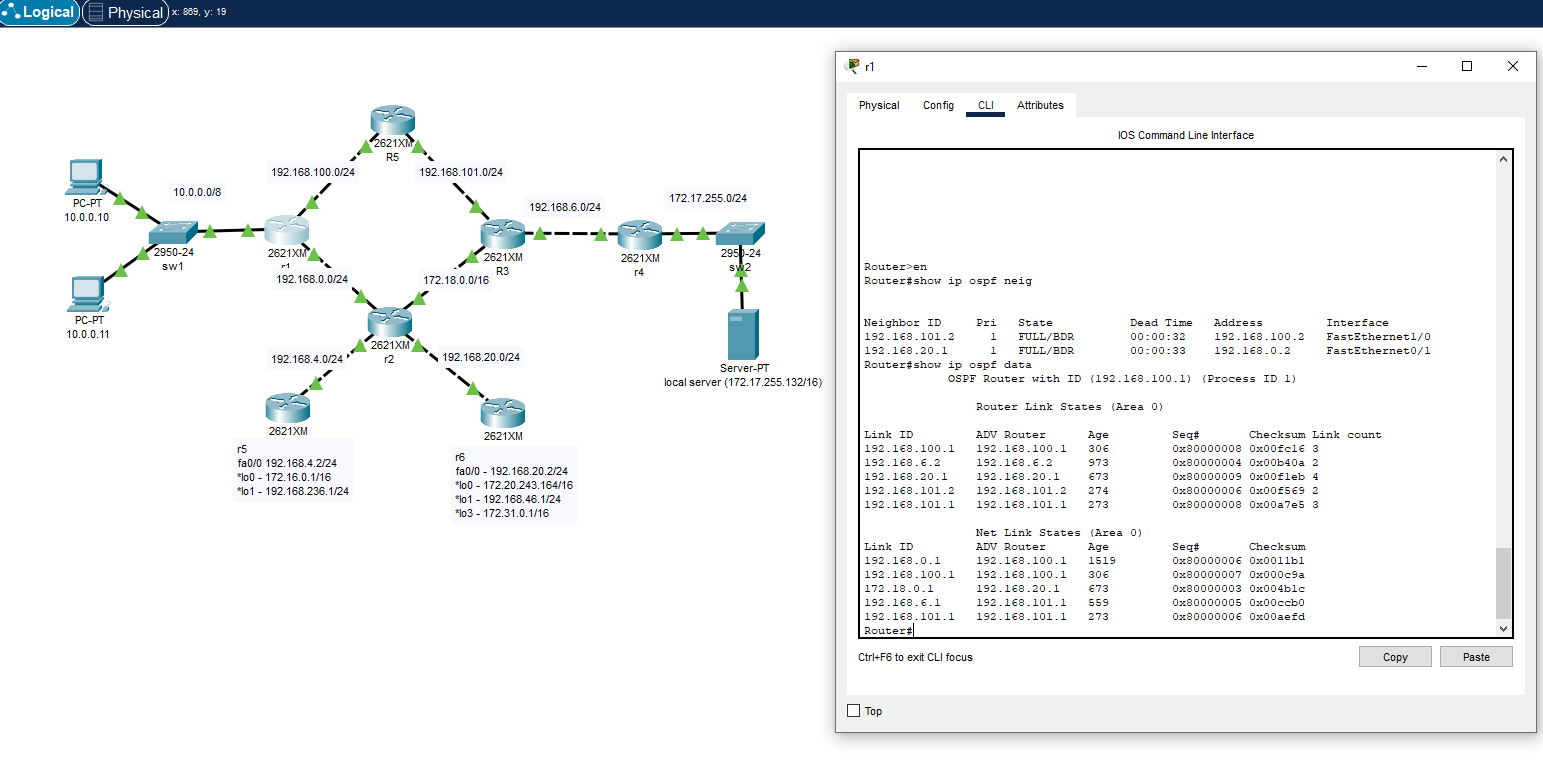 Logical Physical x: 869, y: 19
2621XM
R5
192.168.100.0/24
192.168.101.0/24
PC-PT
10.0.0.10
10.0.0.0/8
2950-24
sw1
2621XM
r1
PC-PT
10.0.0.11
192.168.0.0/24
172.18.0.0/16
2621XM
R3
192.168.6.0/24
2621XM
r4
172.17.255.0/24
2950-24
sw2
Server-PT
local server (172.17.255.132/16)
2621XM
r2
192.168.4.0/24
192.168.20.0/24
2621XM
r5
fa0/0 192.168.4.2/24
*lo0 - 172.16.0.1/16
*lo1 - 192.168.236.1/24
2621XM
r6
fa0/0 - 192.168.20.2/24
*lo0 - 172.20.243.164/16
*lo1 - 192.168.46.1/24
*lo3 - 172.31.0.1/16
r1
Physical Config CLI Attributes
IOS Command Line Interface
Router>en
Router#show ip ospf neig
Neighbor ID Pri State Dead Time Address Interface
192.168.101.2 1 FULL/BDR 00:00:32 192.168.100.2 FastEthernet1/0
192.168.20.1 1 FULL/BDR 00:00:33 192.168.0.2 FastEthernet0/1
Router#show ip ospf data
OSPF Router with ID (192.168.100.1) (Process ID 1)
Router Link States (Area 0)
Link ID ADV Router Age Seq# Checksum Link count
192.168.100.1 192.168.100.1 306 0x80000008 0x00fc16 3
192.168.6.2 192.168.6.2 973 0x80000004 0x00b40a 2
192.168.20.1 192.168.20.1 673 0x80000009 0x00f1eb 4
192.168.101.2 192.168.101.2 274 0x80000006 0x00f569 2
192.168.101.1 192.168.101.1 273 0x80000008 0x00a7e5 3
Net Link States (Area 0)
Link ID ADV Router Age Seq# Checksum
192.168.0.1 192.168.100.1 1519 0x80000006 0x0011b1
192.168.100.1 192.168.100.1 306 0x80000007 0x000c9a
172.18.0.1 192.168.20.1 673 0x80000003 0x004b1c
192.168.6.1 192.168.101.1 559 0x80000005 0x00ccb0
192.168.101.1 192.168.101.1 273 0x80000006 0x00aefd
Router#
Ctrl+F6 to exit CLI focus
Copy Paste
Top